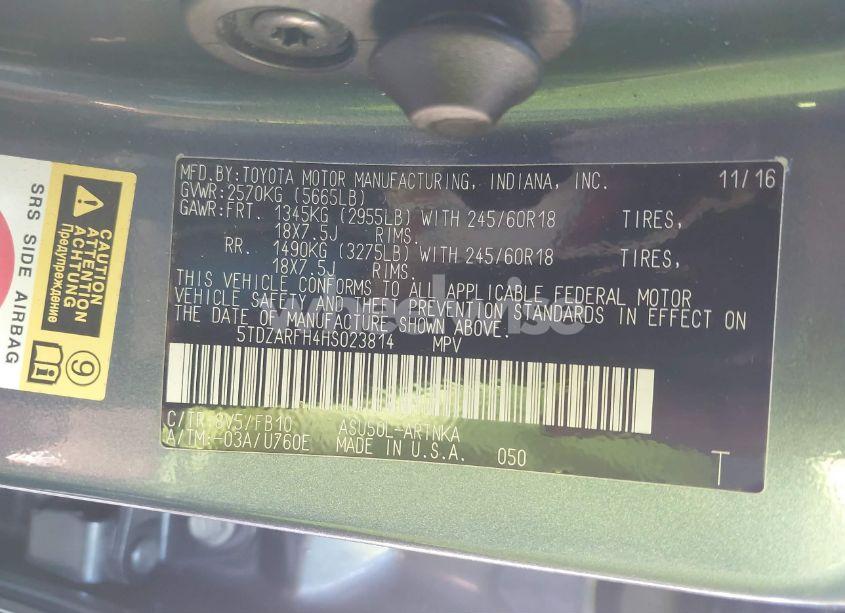 MFD.BY:TOYOTA MOTOR MANUFACTURING, INDIANA, INC. 11/16
GVWR:2570KG (5665LB)
GAWR:FRT. 1345KG (2955LB) WITH 245/60R18 TIRES,
18X7.5J RIMS.
RR. 1490KG (3275LB) WITH 245/60R18 TIRES,
18X7.5J RIMS.
THIS VEHICLE CONFORMS TO ALL APPLICABLE FEDERAL MOTOR
VEHICLE SAFETY AND THEFT PREVENTION STANDARDS IN EFFECT ON
THE DATE OF MANUFACTURE SHOWN ABOVE.
5TDZARFH4HS023814 MPV
C/TR:8V5/FB10 ASU50L-ARTNKA
A/TM:-03A/U760E MADE IN U.S.A. 050
T
CAUTION
ATTENTION
ACHTUNG
Предупреждение
SRS SIDE AIRBAG
9